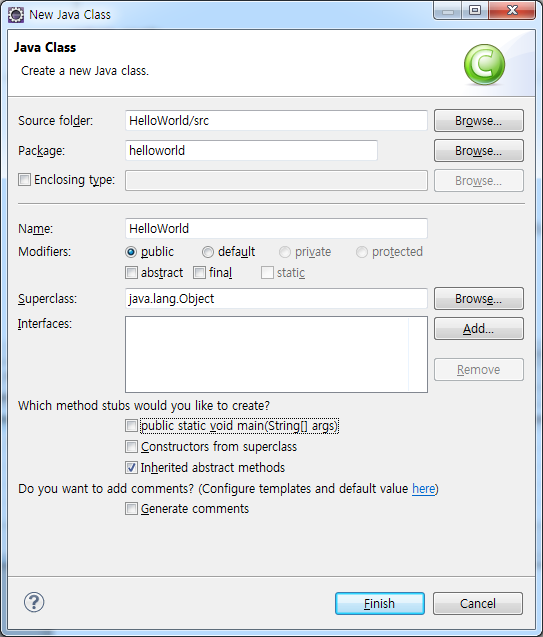 New Java Class
Java Class
Create a new Java class.
Source folder: HelloWorld/src Browse...
Package: helloworld Browse...
Enclosing type: Browse...
Name: HelloWorld
Modifiers: public default private protected
abstract final static
Superclass: java.lang.Object Browse...
Interfaces: Add...
Remove
Which method stubs would you like to create?
public static void main(String[] args)
Constructors from superclass
Inherited abstract methods
Do you want to add comments? (Configure templates and default value here)
Generate comments
? Finish Cancel